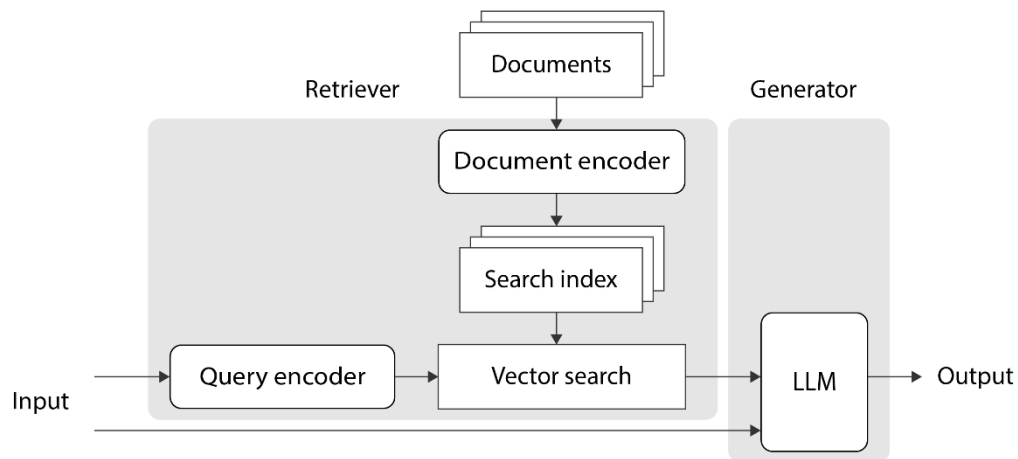 Documents
Retriever
Generator
Document encoder
Search index
Query encoder
Vector search
LLM
Output
Input